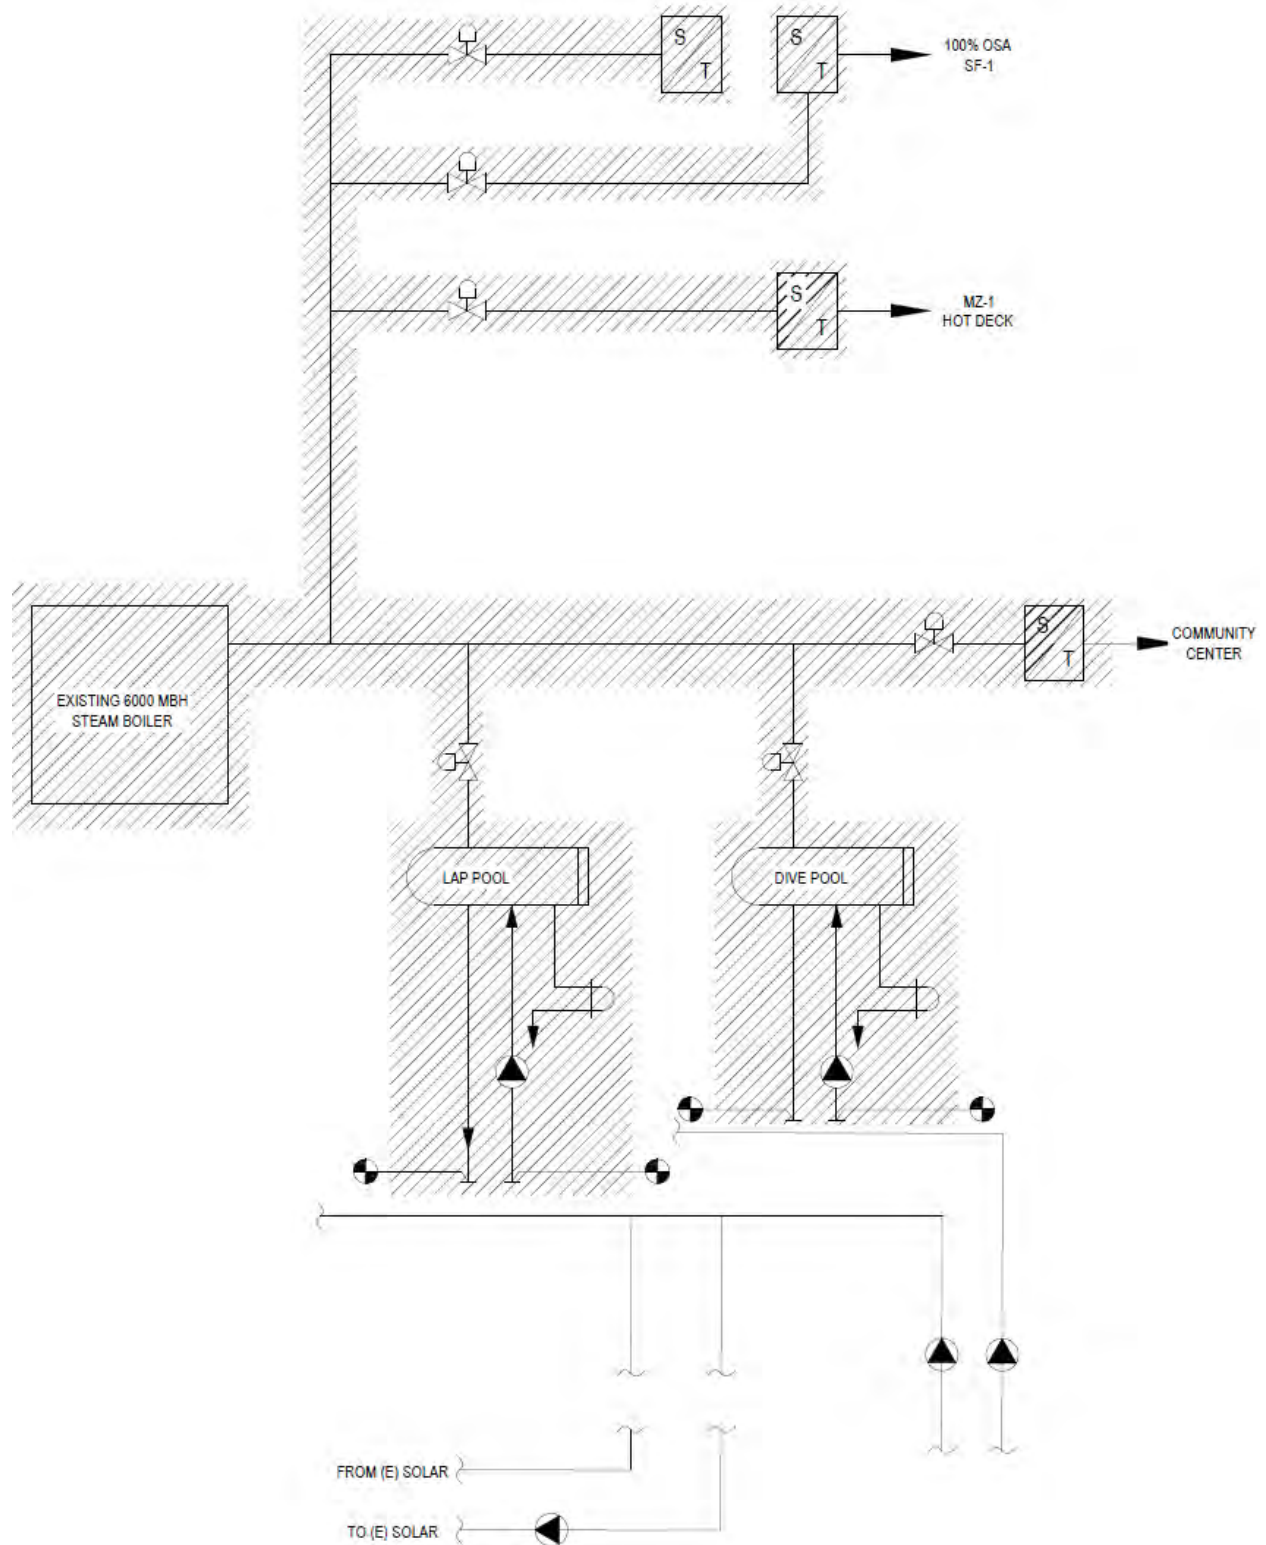 S
T
S
T
100% OSA
SF-1
S
T
MZ-1
HOT DECK
S
T
COMMUNITY
CENTER
EXISTING 6000 MBH
STEAM BOILER
LAP POOL
DIVE POOL
FROM (E) SOLAR
TO (E) SOLAR